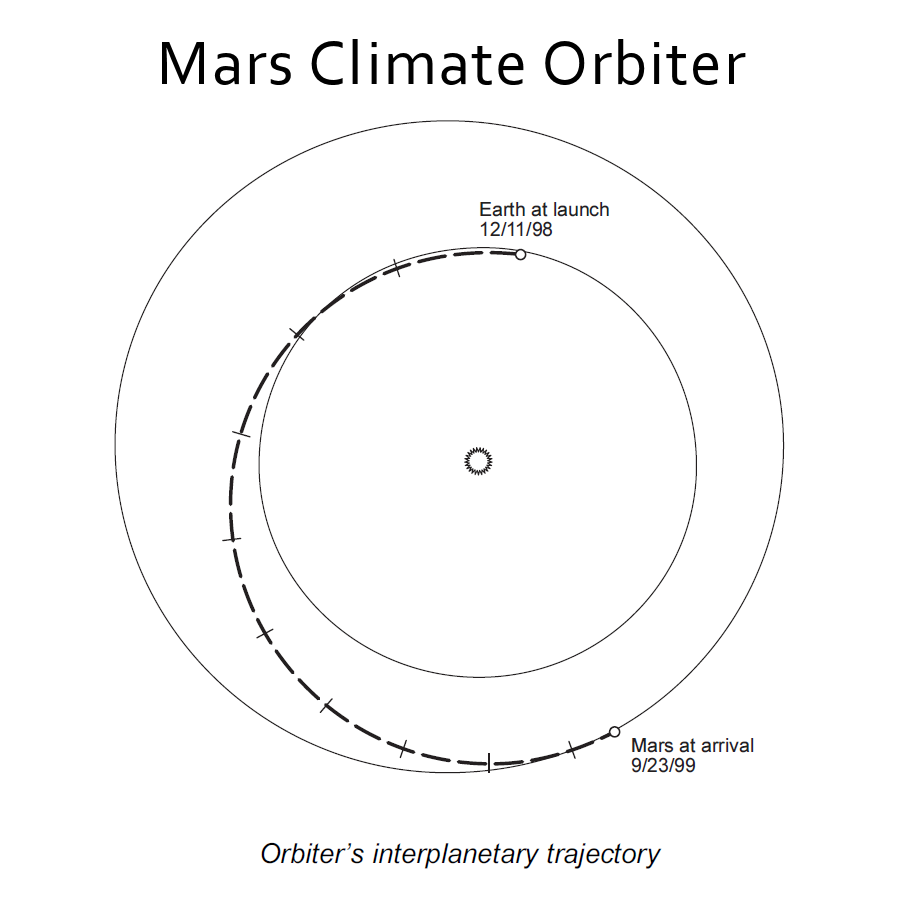 Mars Climate Orbiter
Earth at launch
12/11/98
Mars at arrival
9/23/99
Orbiter’s interplanetary trajectory